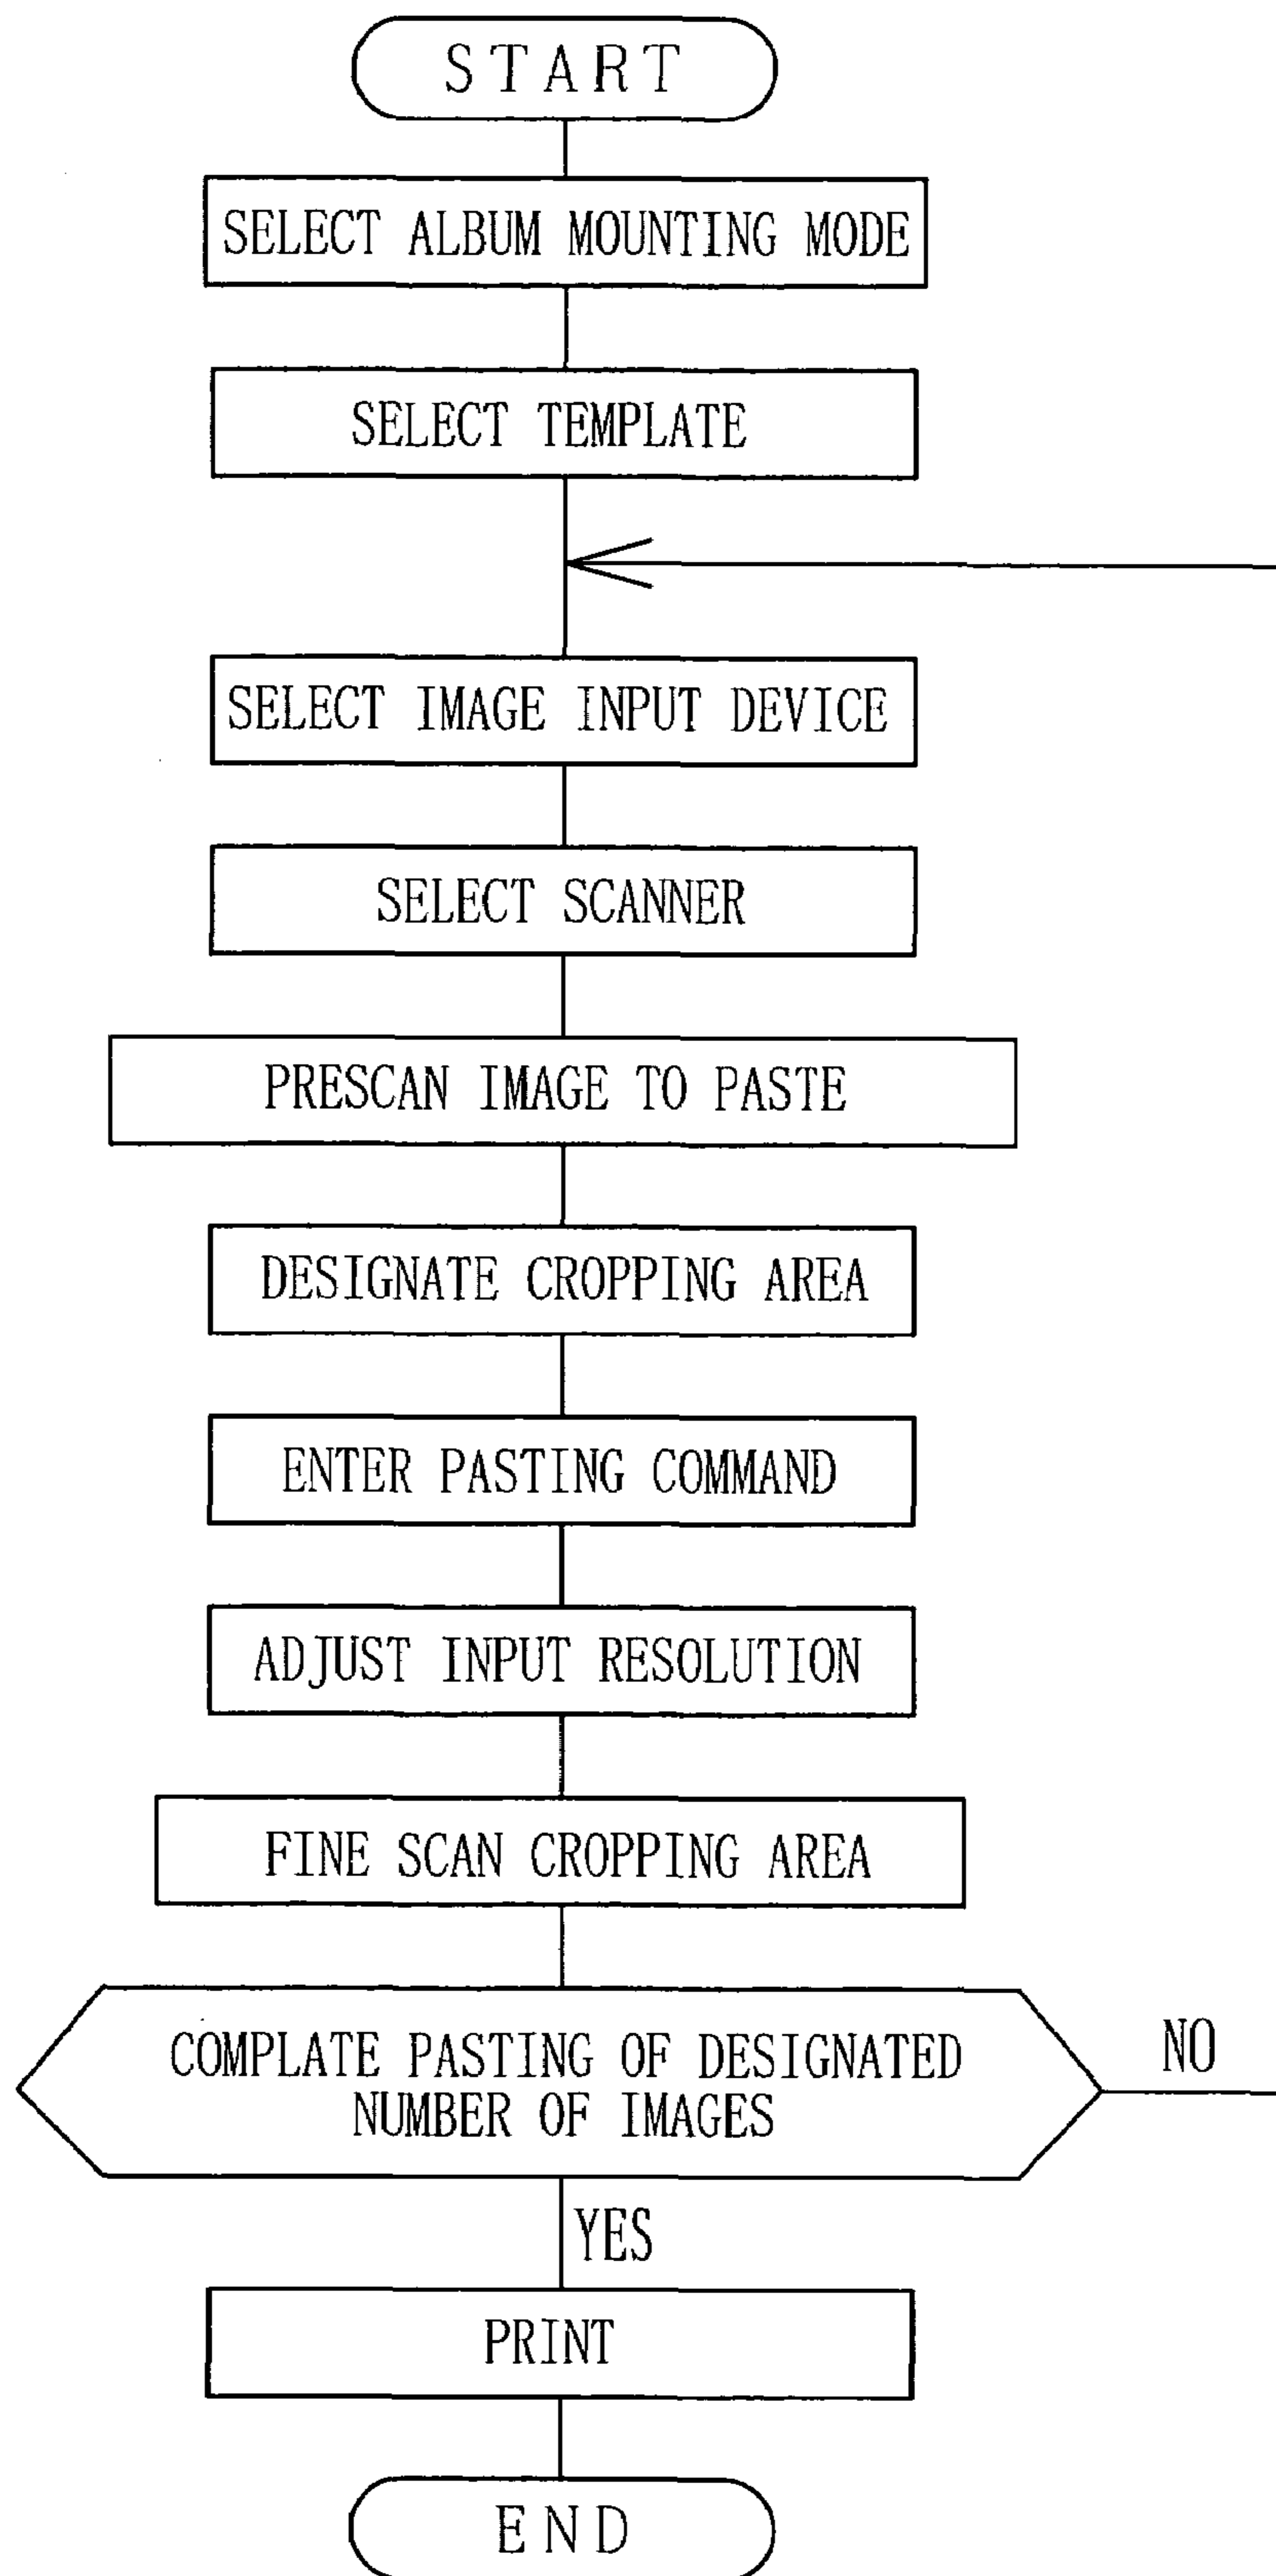 START
SELECT ALBUM MOUNTING MODE
SELECT TEMPLATE
SELECT IMAGE INPUT DEVICE
SELECT SCANNER
PRESCAN IMAGE TO PASTE
DESIGNATE CROPPING AREA
ENTER PASTING COMMAND
ADJUST INPUT RESOLUTION
FINE SCAN CROPPING AREA
COMPLATE PASTING OF DESIGNATED
NUMBER OF IMAGES
NO
YES
PRINT
END